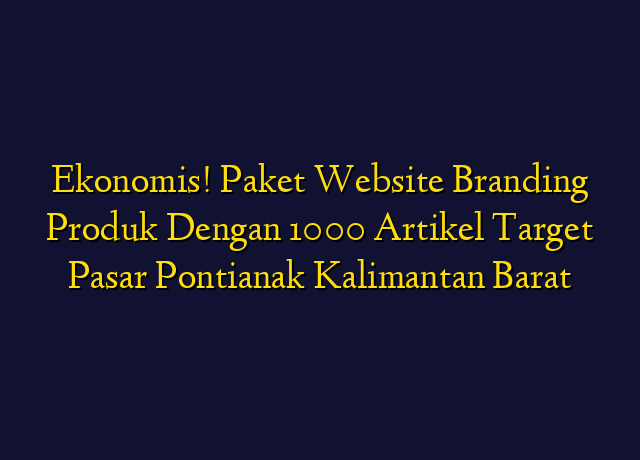 Ekonomis! Paket Website Branding
Produk Dengan 1000 Artikel Target
Pasar Pontianak Kalimantan Barat